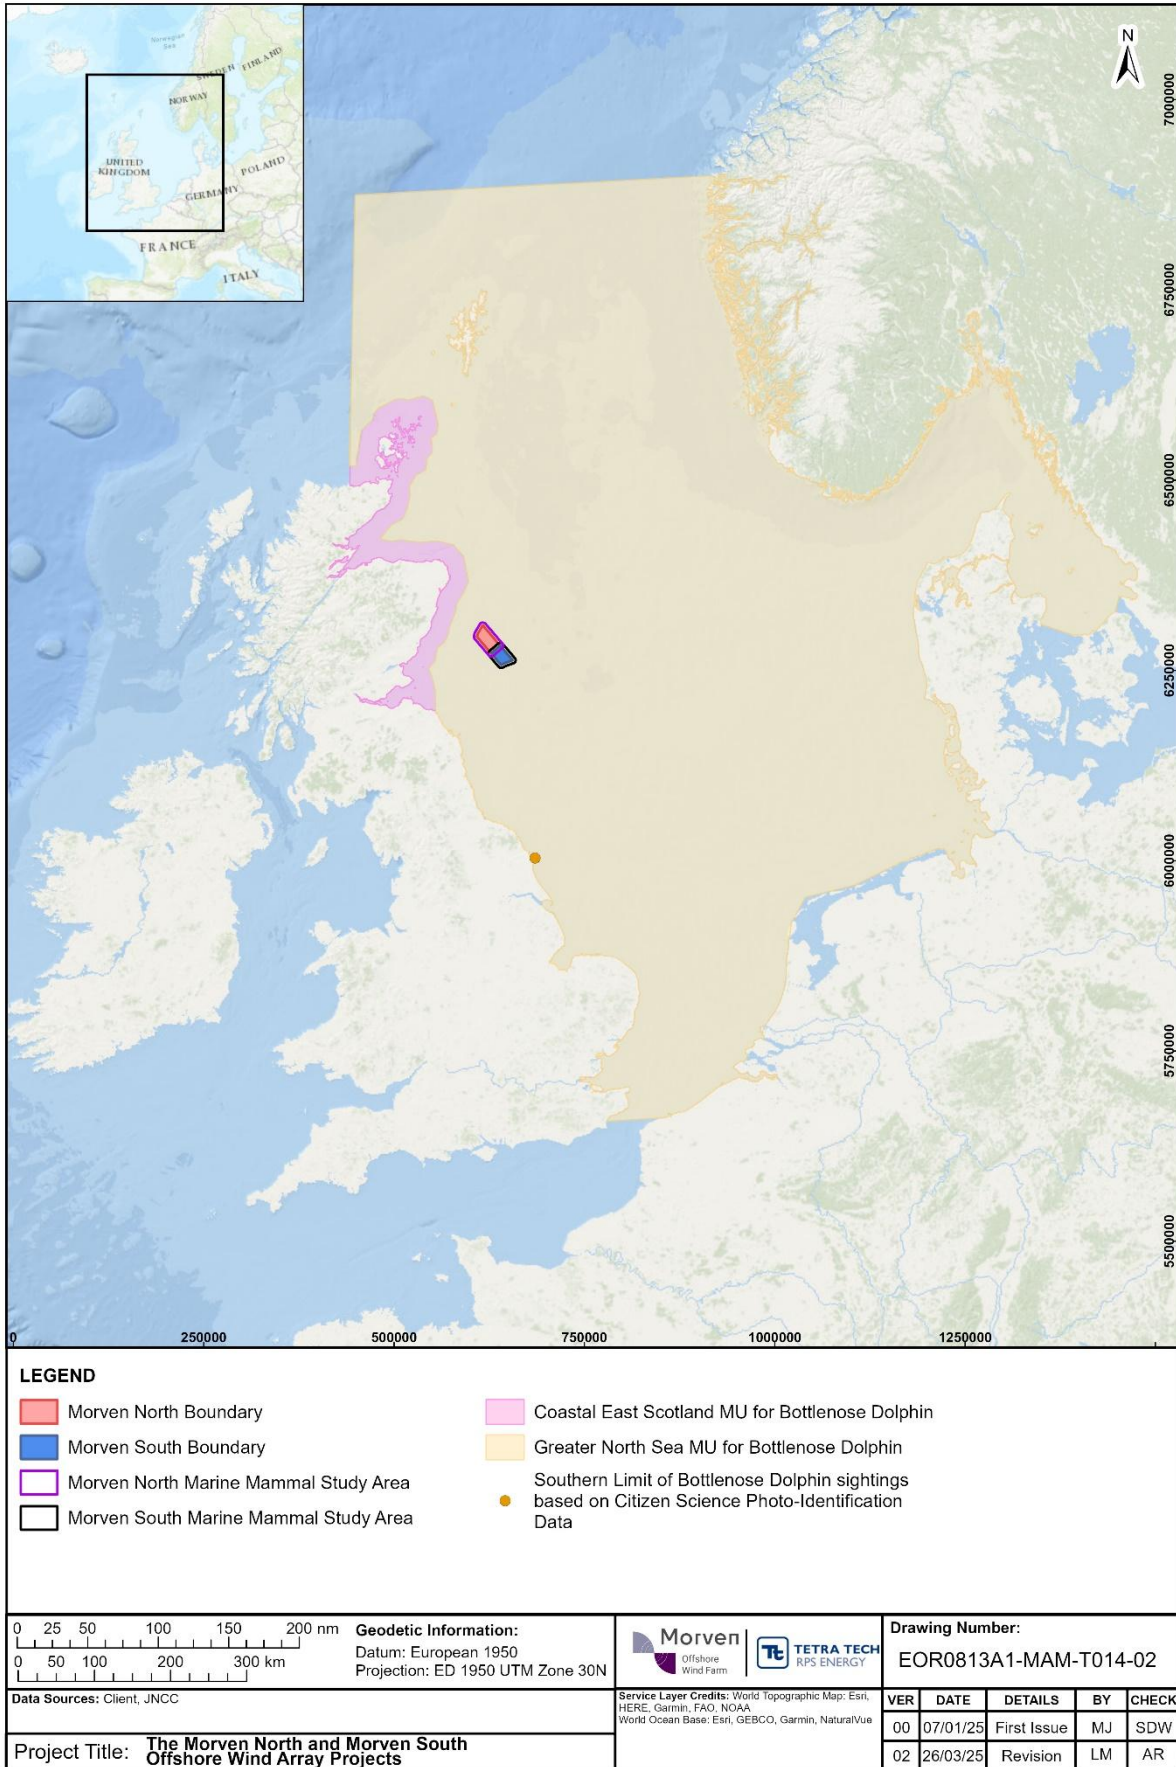 Norwegian
Sea
SWEDEN
FINLAND
NORWAY
UNITED
KINGDOM
POLAND
GERMANY
FRANCE
ITALY
N
7000000
6750000
6500000
6250000
6000000
5750000
5500000
0
250000
500000
750000
1000000
1250000
LEGEND
Morven North Boundary
Morven South Boundary
Morven North Marine Mammal Study Area
Morven South Marine Mammal Study Area
Coastal East Scotland MU for Bottlenose Dolphin
Greater North Sea MU for Bottlenose Dolphin
Southern Limit of Bottlenose Dolphin sightings
based on Citizen Science Photo-Identification
Data
0 25 50 100 150 200 nm
0 50 100 200 300 km
Geodetic Information:
Datum: European 1950
Projection: ED 1950 UTM Zone 30N
Data Sources: Client, JNCC
Project Title: The Morven North and Morven South
Offshore Wind Array Projects
Morven
Offshore
Wind Farm
Tt TETRA TECH
RPS ENERGY
Service Layer Credits: World Topographic Map: Esri,
HERE, Garmin, FAO, NOAA
World Ocean Base: Esri, GEBCO, Garmin, NaturalVue
Drawing Number:
EOR0813A1-MAM-T014-02
VER DATE DETAILS BY CHECK
00 07/01/25 First Issue MJ SDW
02 26/03/25 Revision LM AR